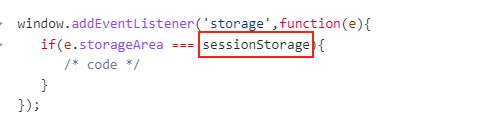 window.addEventListener('storage',function(e){
if(e.storageArea === sessionStorage){
/* code */
}
});